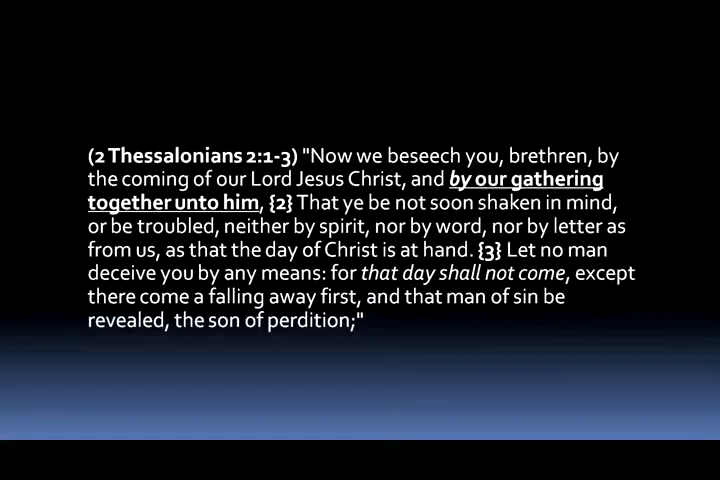 (2 Thessalonians 2:1-3) "Now we beseech you, brethren, by
the coming of our Lord Jesus Christ, and by our gathering
together unto him, {2} That ye be not soon shaken in mind,
or be troubled, neither by spirit, nor by word, nor by letter as
from us, as that the day of Christ is at hand. {3} Let no man
deceive you by any means: for that day shall not come, except
there come a falling away first, and that man of sin be
revealed, the son of perdition;"